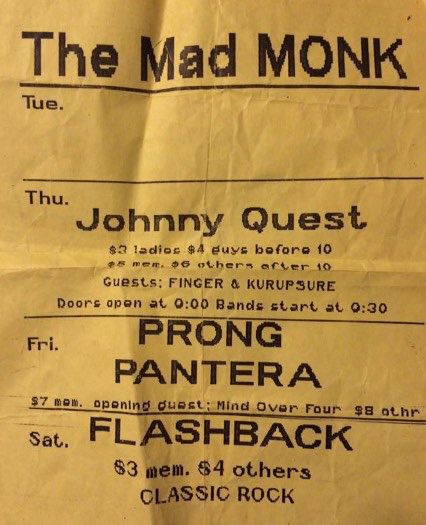 The Mad MONK
Tue.
Thu.
Johnny Quest
$3 ladies $4 guys before 10
$5 mem. $6 others after 10
Guests: FINGER & KURUPSURE
Doors open at 9:00 Bands start at 9:30
Fri.
PRONG
PANTERA
$7 mem. opening guest: Mind Over Four $8 othr
Sat.
FLASHBACK
$3 mem. $4 others
CLASSIC ROCK